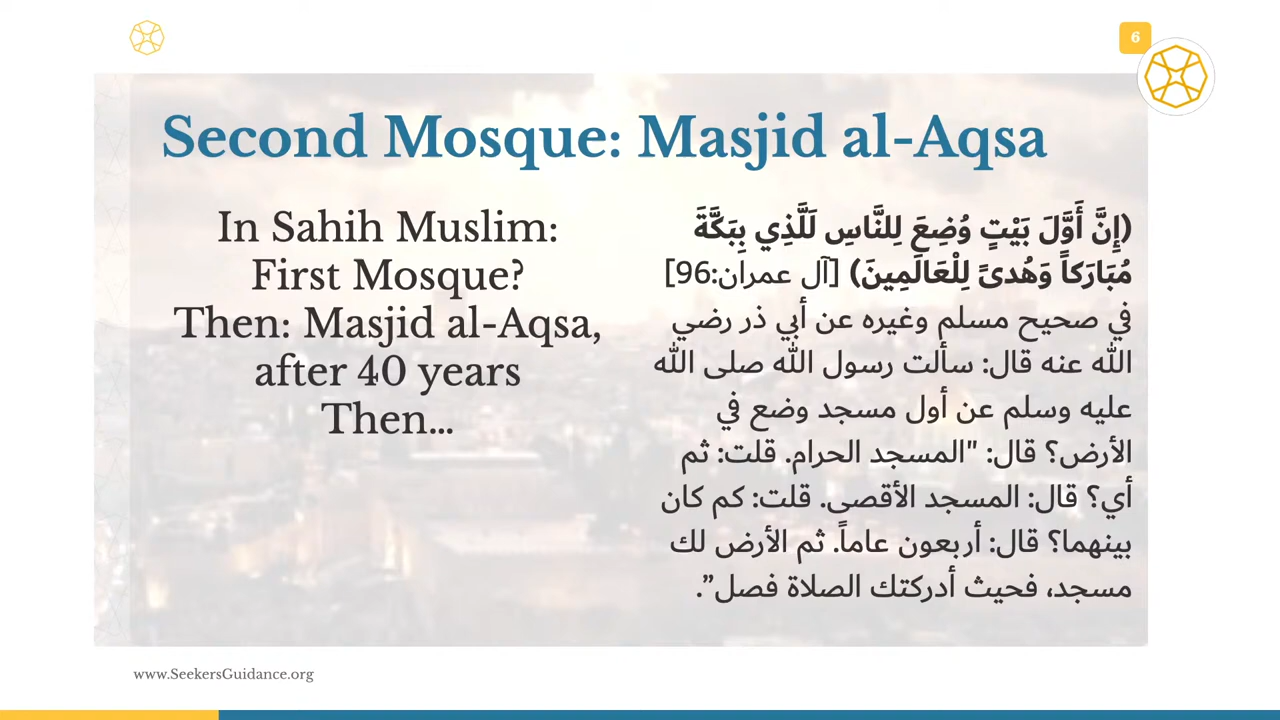 6
Second Mosque: Masjid al-Aqsa
In Sahih Muslim:
First Mosque?
Then: Masjid al-Aqsa,
after 40 years
Then...
(إِنَّ أَوَّلَ بَيْتٍ وُضِعَ لِلنَّاسِ لَلَّذِي بِبَكَّةَ
مُبَارَكاً وَهُدىً لِلْعَالَمِينَ) [آل عمران:96]
في صحيح مسلم وغيره عن أبي ذر رضي
الله عنه قال: سألت رسول الله صلى الله
عليه وسلم عن أول مسجد وضع في
الأرض؟ قال: "المسجد الحرام. قلت: ثم
أي؟ قال: المسجد الأقصى. قلت: كم كان
بينهما؟ قال: أربعون عاماً. ثم الأرض لك
مسجد، فحيث أدركتك الصلاة فصل”.
www.SeekersGuidance.org